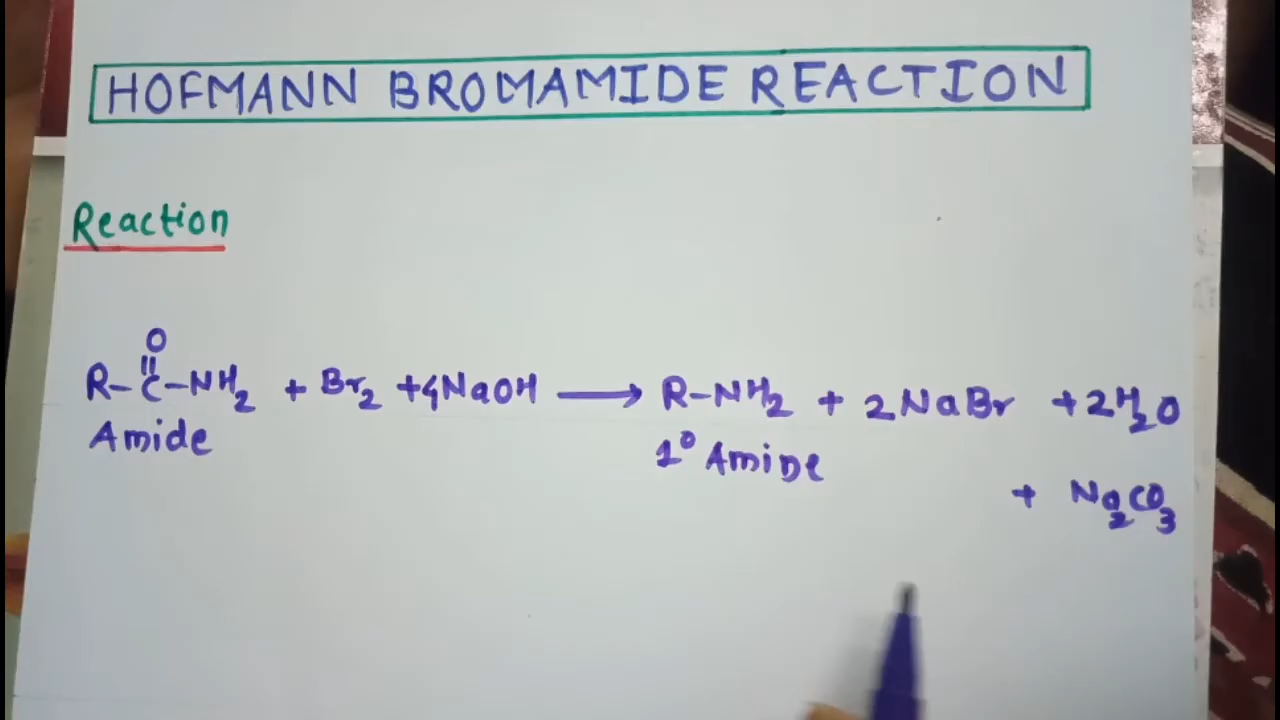 HOFMANN BROMAMIDE REACTION
Reaction
O
R-C-NH2 + Br2 +4NaOH ⟶ R-NH2 + 2NaBr +2H2O
Amide 1° Amine
+ Na2CO3